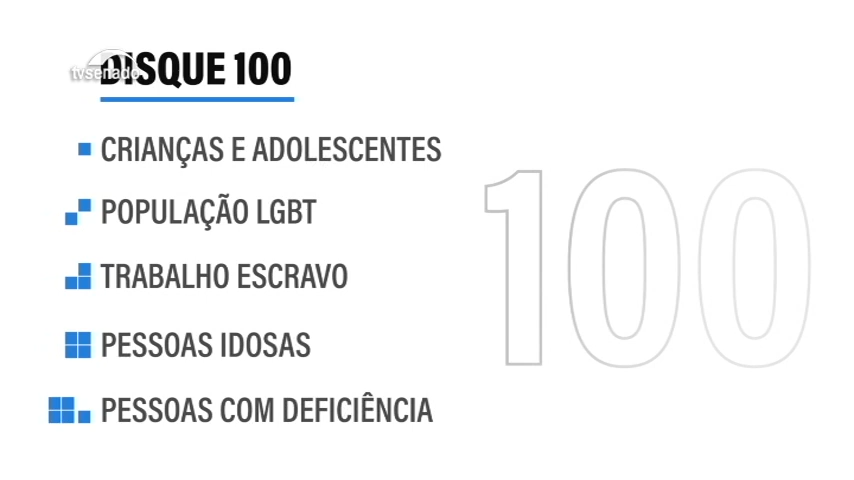 DISQUE 100
tvsenado
CRIANÇAS E ADOLESCENTES
POPULAÇÃO LGBT
TRABALHO ESCRAVO
PESSOAS IDOSAS
PESSOAS COM DEFICIÊNCIA
100